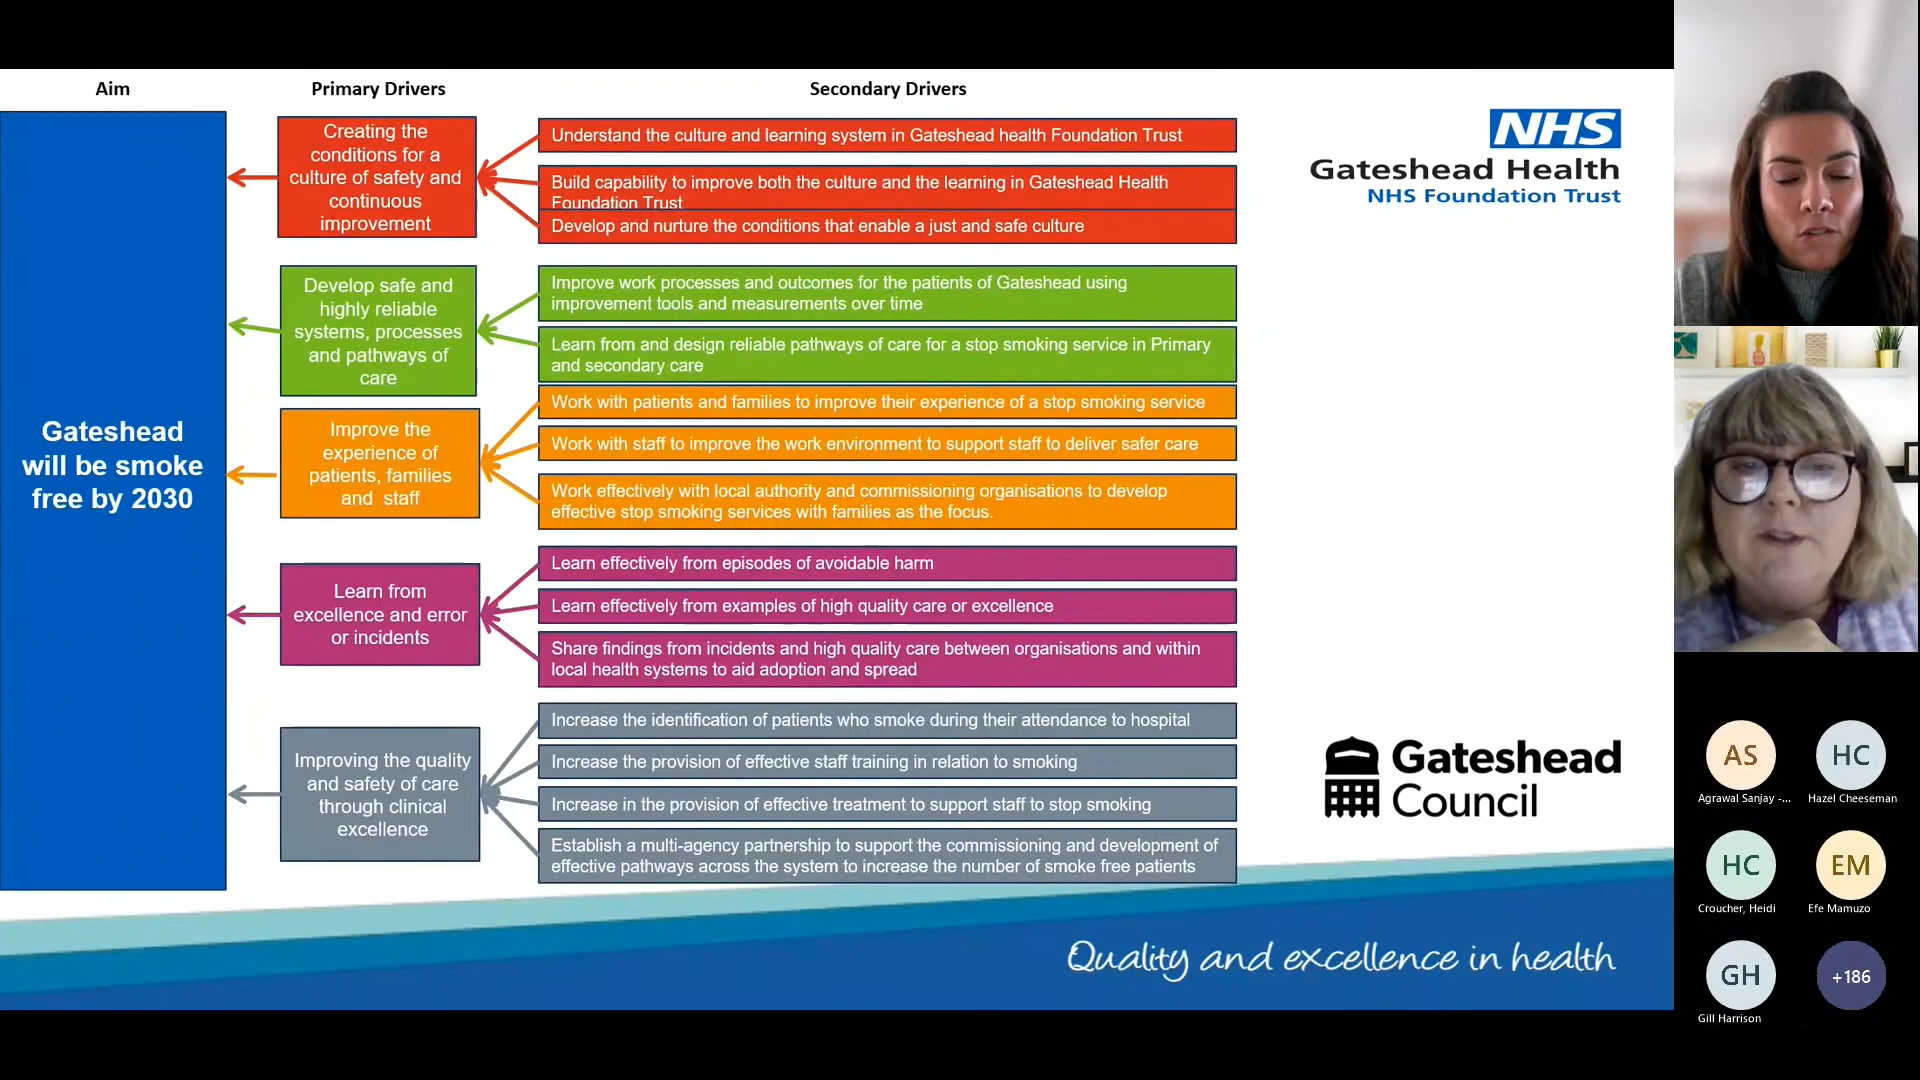 Aim
Primary Drivers
Secondary Drivers
Gateshead
will be smoke
free by 2030
Creating the
conditions for a
culture of safety and
continuous
improvement
Understand the culture and learning system in Gateshead health Foundation Trust
Build capability to improve both the culture and the learning in Gateshead Health
Foundation Trust
Develop and nurture the conditions that enable a just and safe culture
Develop safe and
highly reliable
systems, processes
and pathways of
care
Improve work processes and outcomes for the patients of Gateshead using
improvement tools and measurements over time
Learn from and design reliable pathways of care for a stop smoking service in Primary
and secondary care
Improve the
experience of
patients, families
and staff
Work with patients and families to improve their experience of a stop smoking service
Work with staff to improve the work environment to support staff to deliver safer care
Work effectively with local authority and commissioning organisations to develop
effective stop smoking services with families as the focus.
Learn from
excellence and error
or incidents
Learn effectively from episodes of avoidable harm
Learn effectively from examples of high quality care or excellence
Share findings from incidents and high quality care between organisations and within
local health systems to aid adoption and spread
Improving the quality
and safety of care
through clinical
excellence
Increase the identification of patients who smoke during their attendance to hospital
Increase the provision of effective staff training in relation to smoking
Increase in the provision of effective treatment to support staff to stop smoking
Establish a multi-agency partnership to support the commissioning and development of
effective pathways across the system to increase the number of smoke free patients
NHS
Gateshead Health
NHS Foundation Trust
Gateshead
Council
Quality and excellence in health
AS
Agrawal Sanjay -...
HC
Hazel Cheeseman
HC
Croucher, Heidi
EM
Efe Mamuzo
GH
Gill Harrison
+186